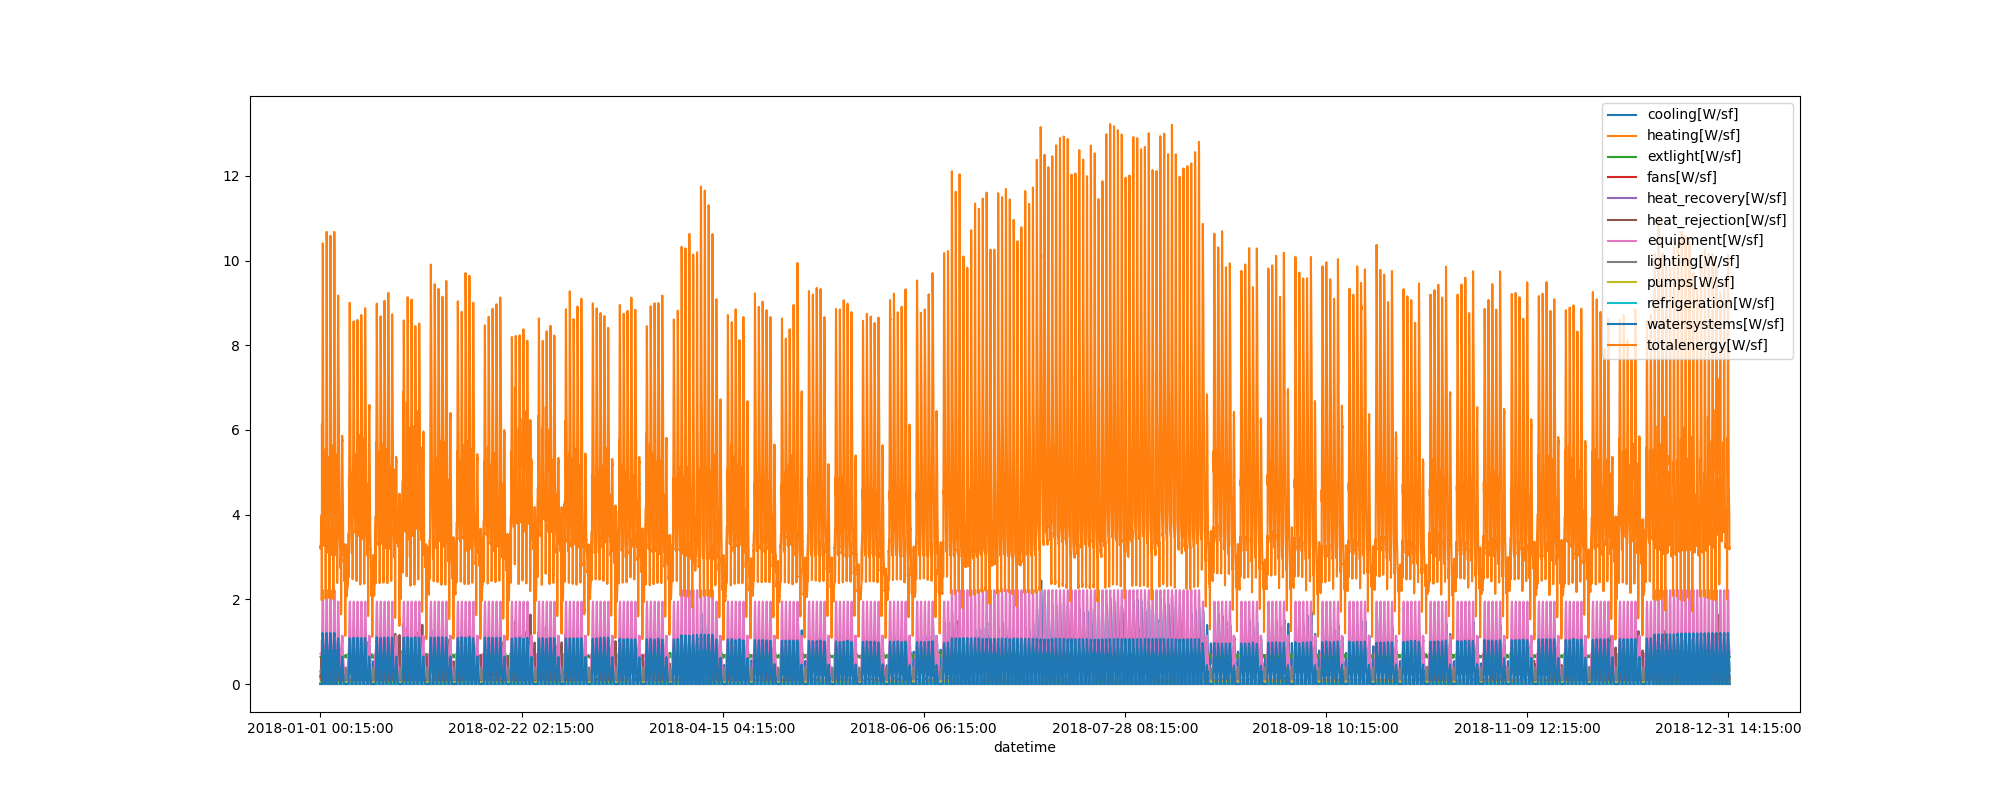 cooling[W/sf]
heating[W/sf]
extlight[W/sf]
fans[W/sf]
heat_recovery[W/sf]
heat_rejection[W/sf]
equipment[W/sf]
lighting[W/sf]
pumps[W/sf]
refrigeration[W/sf]
watersystems[W/sf]
totalenergy[W/sf]
12
10
8
6
4
2
0
2018-01-01 00:15:00 2018-02-22 02:15:00 2018-04-15 04:15:00 2018-06-06 06:15:00 2018-07-28 08:15:00 2018-09-18 10:15:00 2018-11-09 12:15:00 2018-12-31 14:15:00
datetime